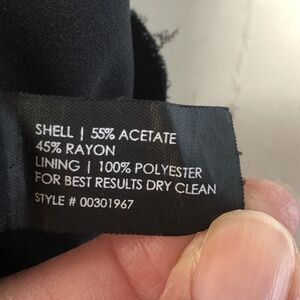 SHELL | 55% ACETATE
45% RAYON
LINING | 100% POLYESTER
FOR BEST RESULTS DRY CLEAN
STYLE # 00301967